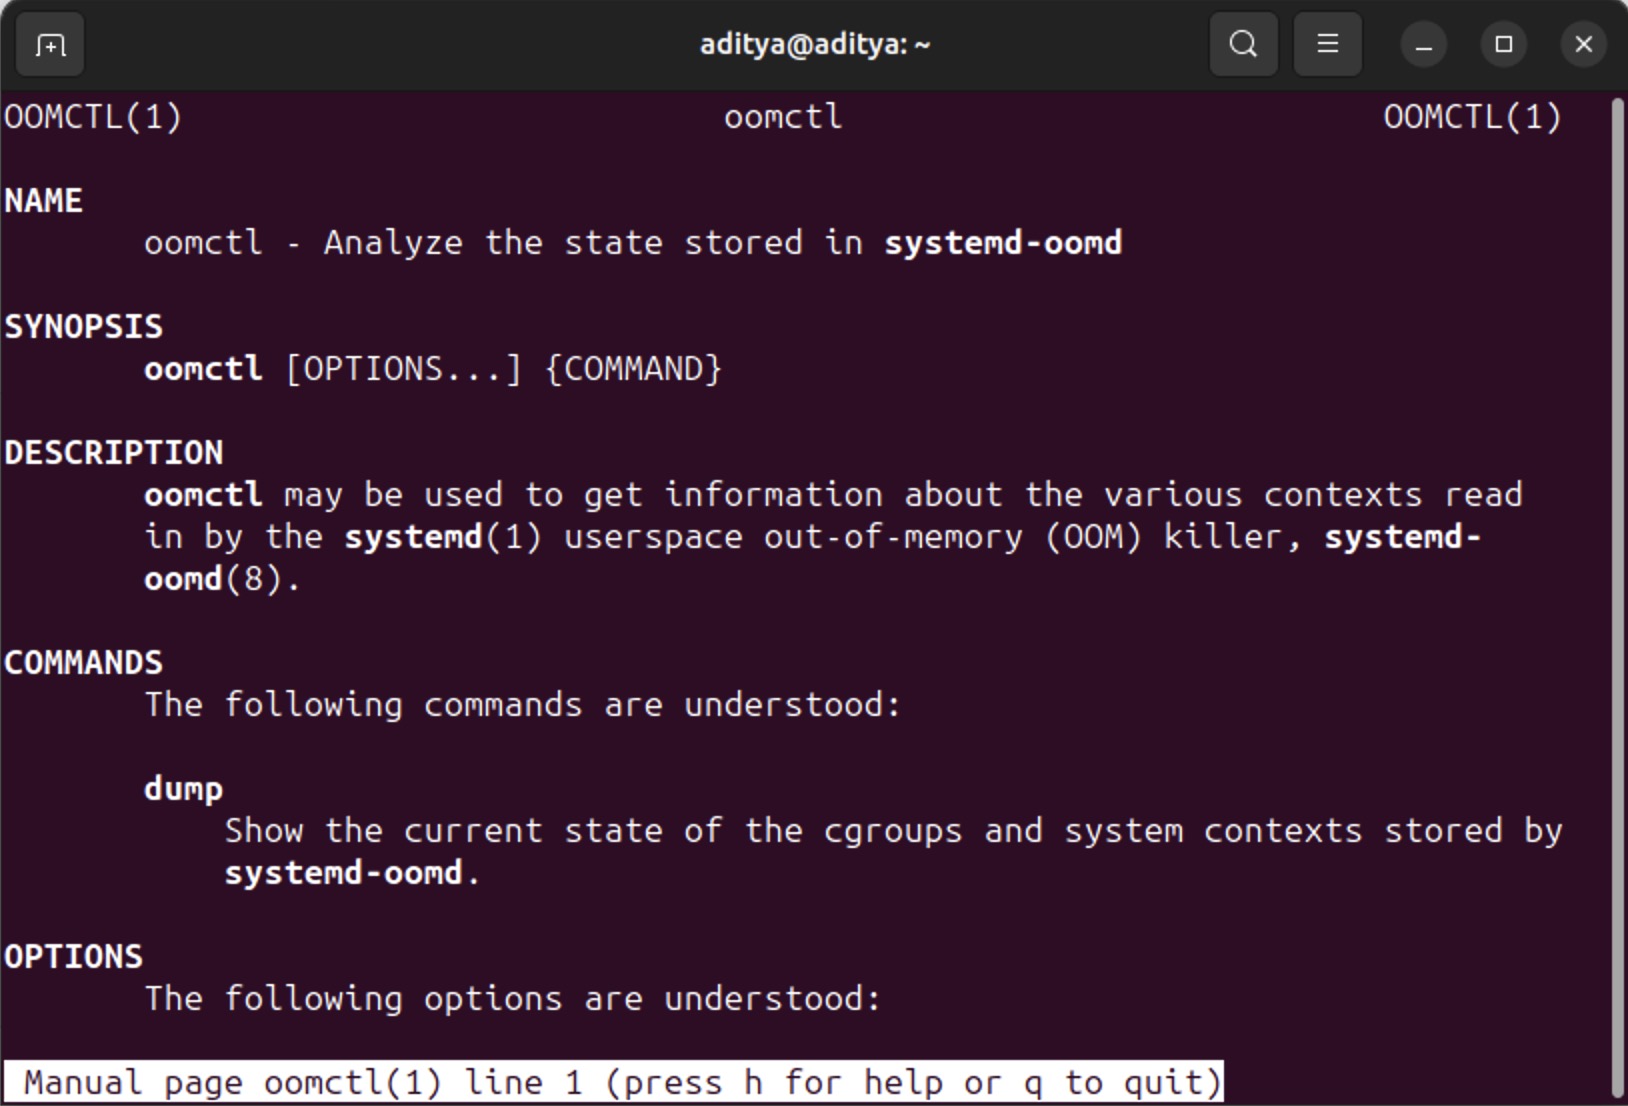 aditya@aditya: ~
OOMCTL(1) oomctl OOMCTL(1)
NAME
oomctl - Analyze the state stored in systemd-oomd
SYNOPSIS
oomctl [OPTIONS...] {COMMAND}
DESCRIPTION
oomctl may be used to get information about the various contexts read
in by the systemd(1) userspace out-of-memory (OOM) killer, systemd-
oomd(8).
COMMANDS
The following commands are understood:
dump
Show the current state of the cgroups and system contexts stored by
systemd-oomd.
OPTIONS
The following options are understood:
Manual page oomctl(1) line 1 (press h for help or q to quit)